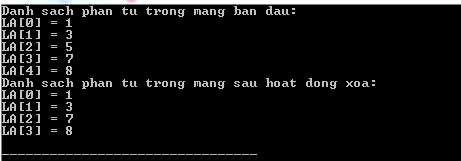 Danh sach phan tu trong mang ban dau:
LA[0] = 1
LA[1] = 3
LA[2] = 5
LA[3] = 7
LA[4] = 8
Danh sach phan tu trong mang sau hoat dong xoa:
LA[0] = 1
LA[1] = 3
LA[2] = 7
LA[3] = 8
--------------------------------